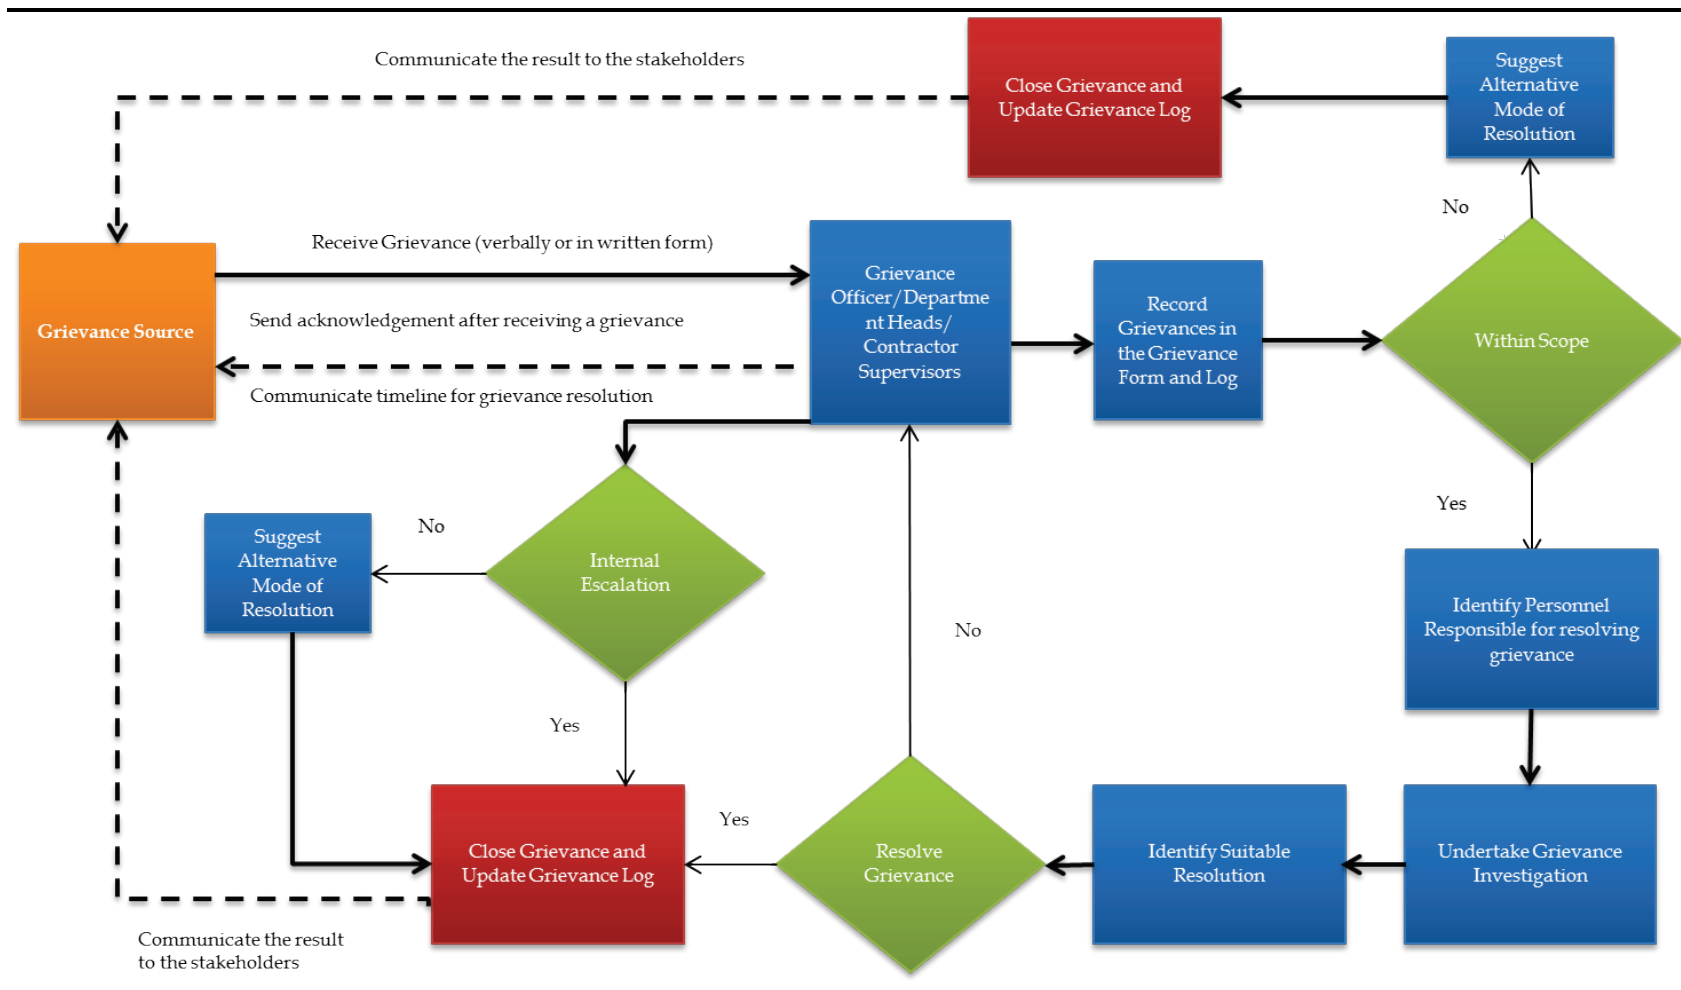 Communicate the result to the stakeholders
Close Grievance and
Update Grievance Log
Suggest
Alternative
Mode of
Resolution
No
Receive Grievance (verbally or in written form)
Grievance Source
Send acknowledgement after receiving a grievance
Communicate timeline for grievance resolution
Grievance
Officer/Departme
nt Heads/
Contractor
Supervisors
Record
Grievances in
the Grievance
Form and Log
Within Scope
Yes
Suggest
Alternative
Mode of
Resolution
No
Internal
Escalation
Yes
No
Identify Personnel
Responsible for resolving
grievance
Close Grievance and
Update Grievance Log
Yes
Resolve
Grievance
Identify Suitable
Resolution
Undertake Grievance
Investigation
Communicate the result
to the stakeholders